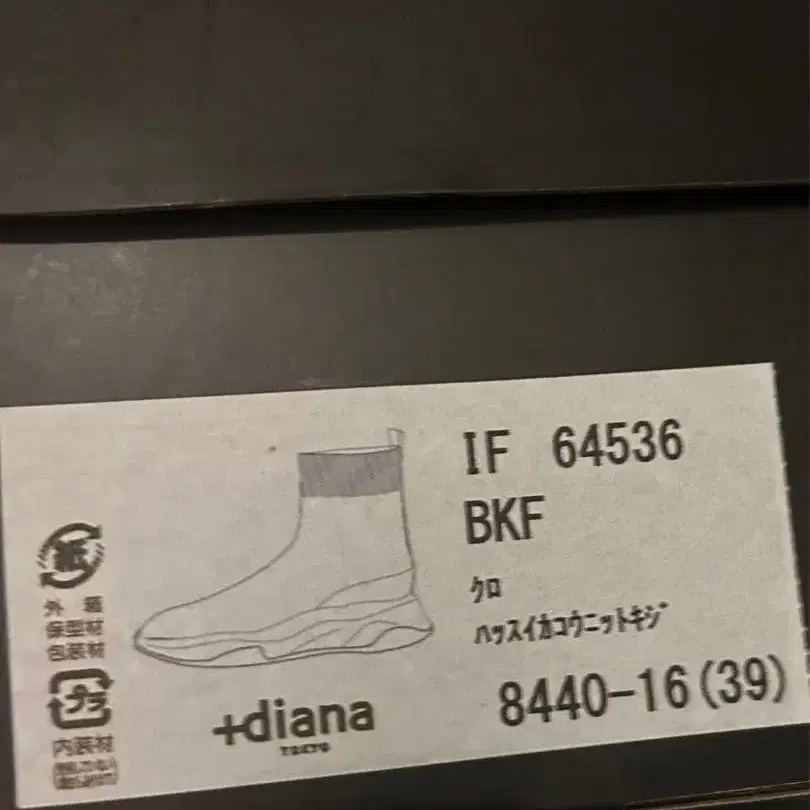 IF 64536
BKF
クロ
ハッスイカコウニットキジ
8440-16(39)
+diana
TOKYO
紙
外箱
保型材
包装材
プラ
内装材